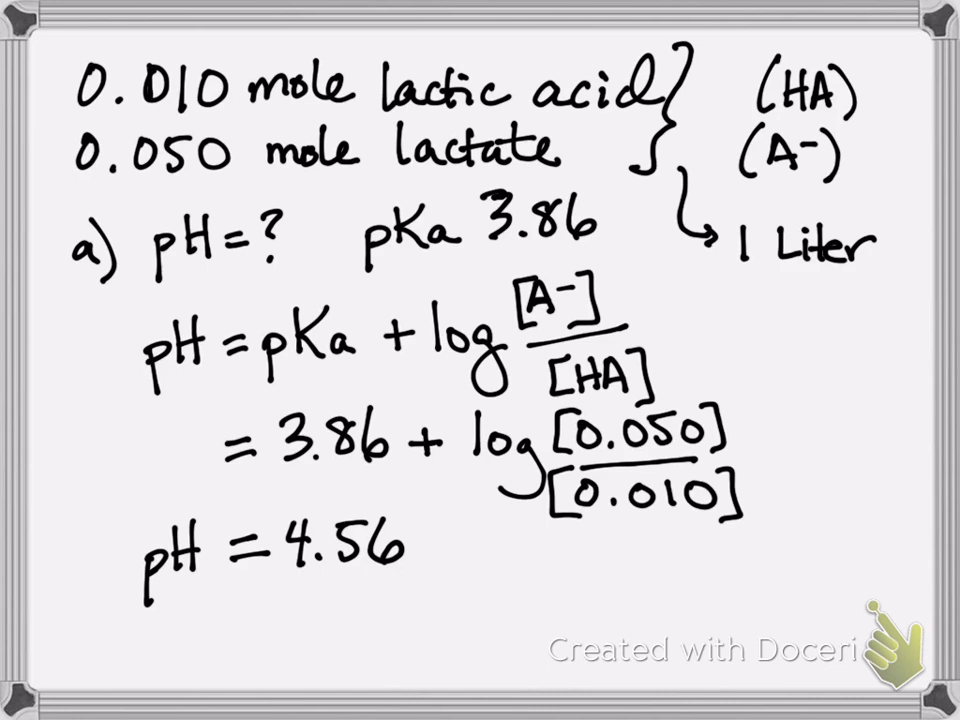 0.010 mole lactic acid } (HA)
0.050 mole lactate (A-)
a) pH = ? pKa 3.86 → 1 Liter
pH = pKa + log [A-] / [HA]
= 3.86 + log [0.050] / [0.010]
pH = 4.56
Created with Doceri